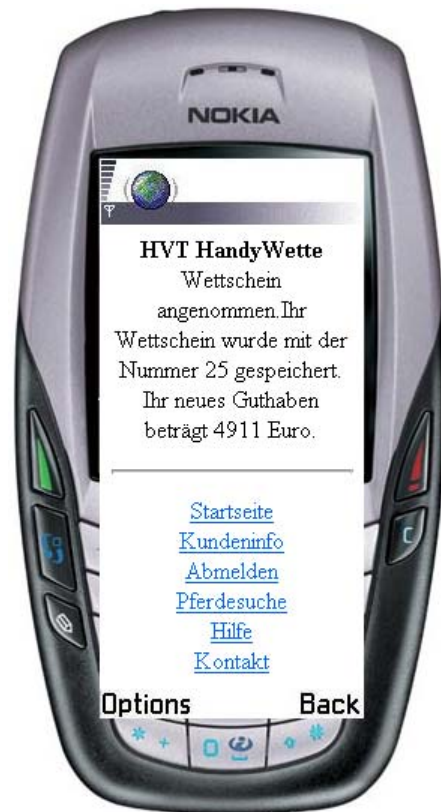 NOKIA
HVT HandyWette
Wettschein
angenommen.Ihr
Wettschein wurde mit der
Nummer 25 gespeichert.
Ihr neues Guthaben
beträgt 4911 Euro.
Startseite
Kundeninfo
Abmelden
Pferdesuche
Hilfe
Kontakt
Options Back
C
* + 0 #